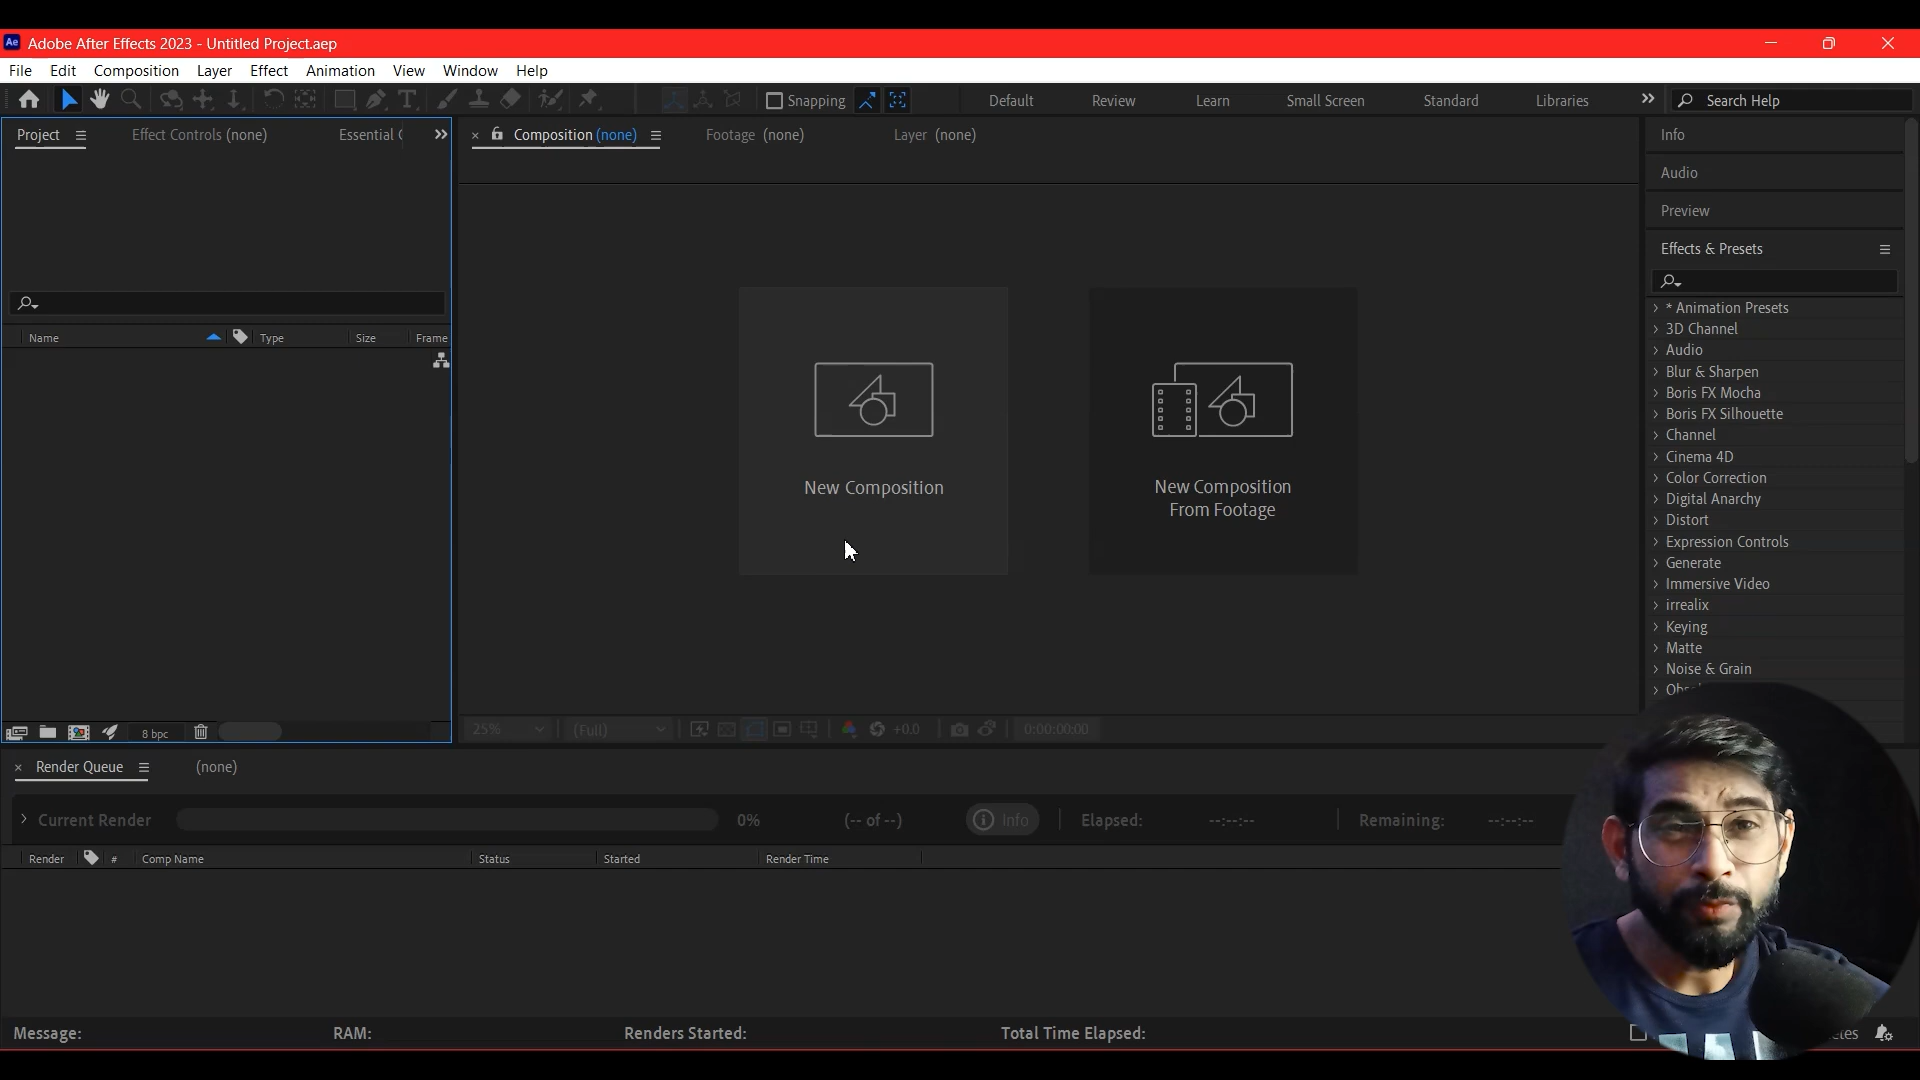 Ae Adobe After Effects 2023 - Untitled Project.aep
File Edit Composition Layer Effect Animation View Window Help
Snapping Default Review Learn Small Screen Standard Libraries Search Help
Project Effect Controls (none) Essential
Composition (none) Footage (none) Layer (none)
Info
Audio
Preview
Effects & Presets
Name Type Size Frame
* Animation Presets
3D Channel
Audio
Blur & Sharpen
Boris FX Mocha
Boris FX Silhouette
Channel
Cinema 4D
Color Correction
Digital Anarchy
Distort
Expression Controls
Generate
Immersive Video
irrealix
Keying
Matte
Noise & Grain
New Composition
New Composition
From Footage
8 bpc
25% (Full) +0.0 0:00:00:00
Render Queue (none)
Current Render 0% (-- of --) Info Elapsed: --:--:-- Remaining: --:--:--
Render # Comp Name Status Started Render Time
Message: RAM: Renders Started: Total Time Elapsed: